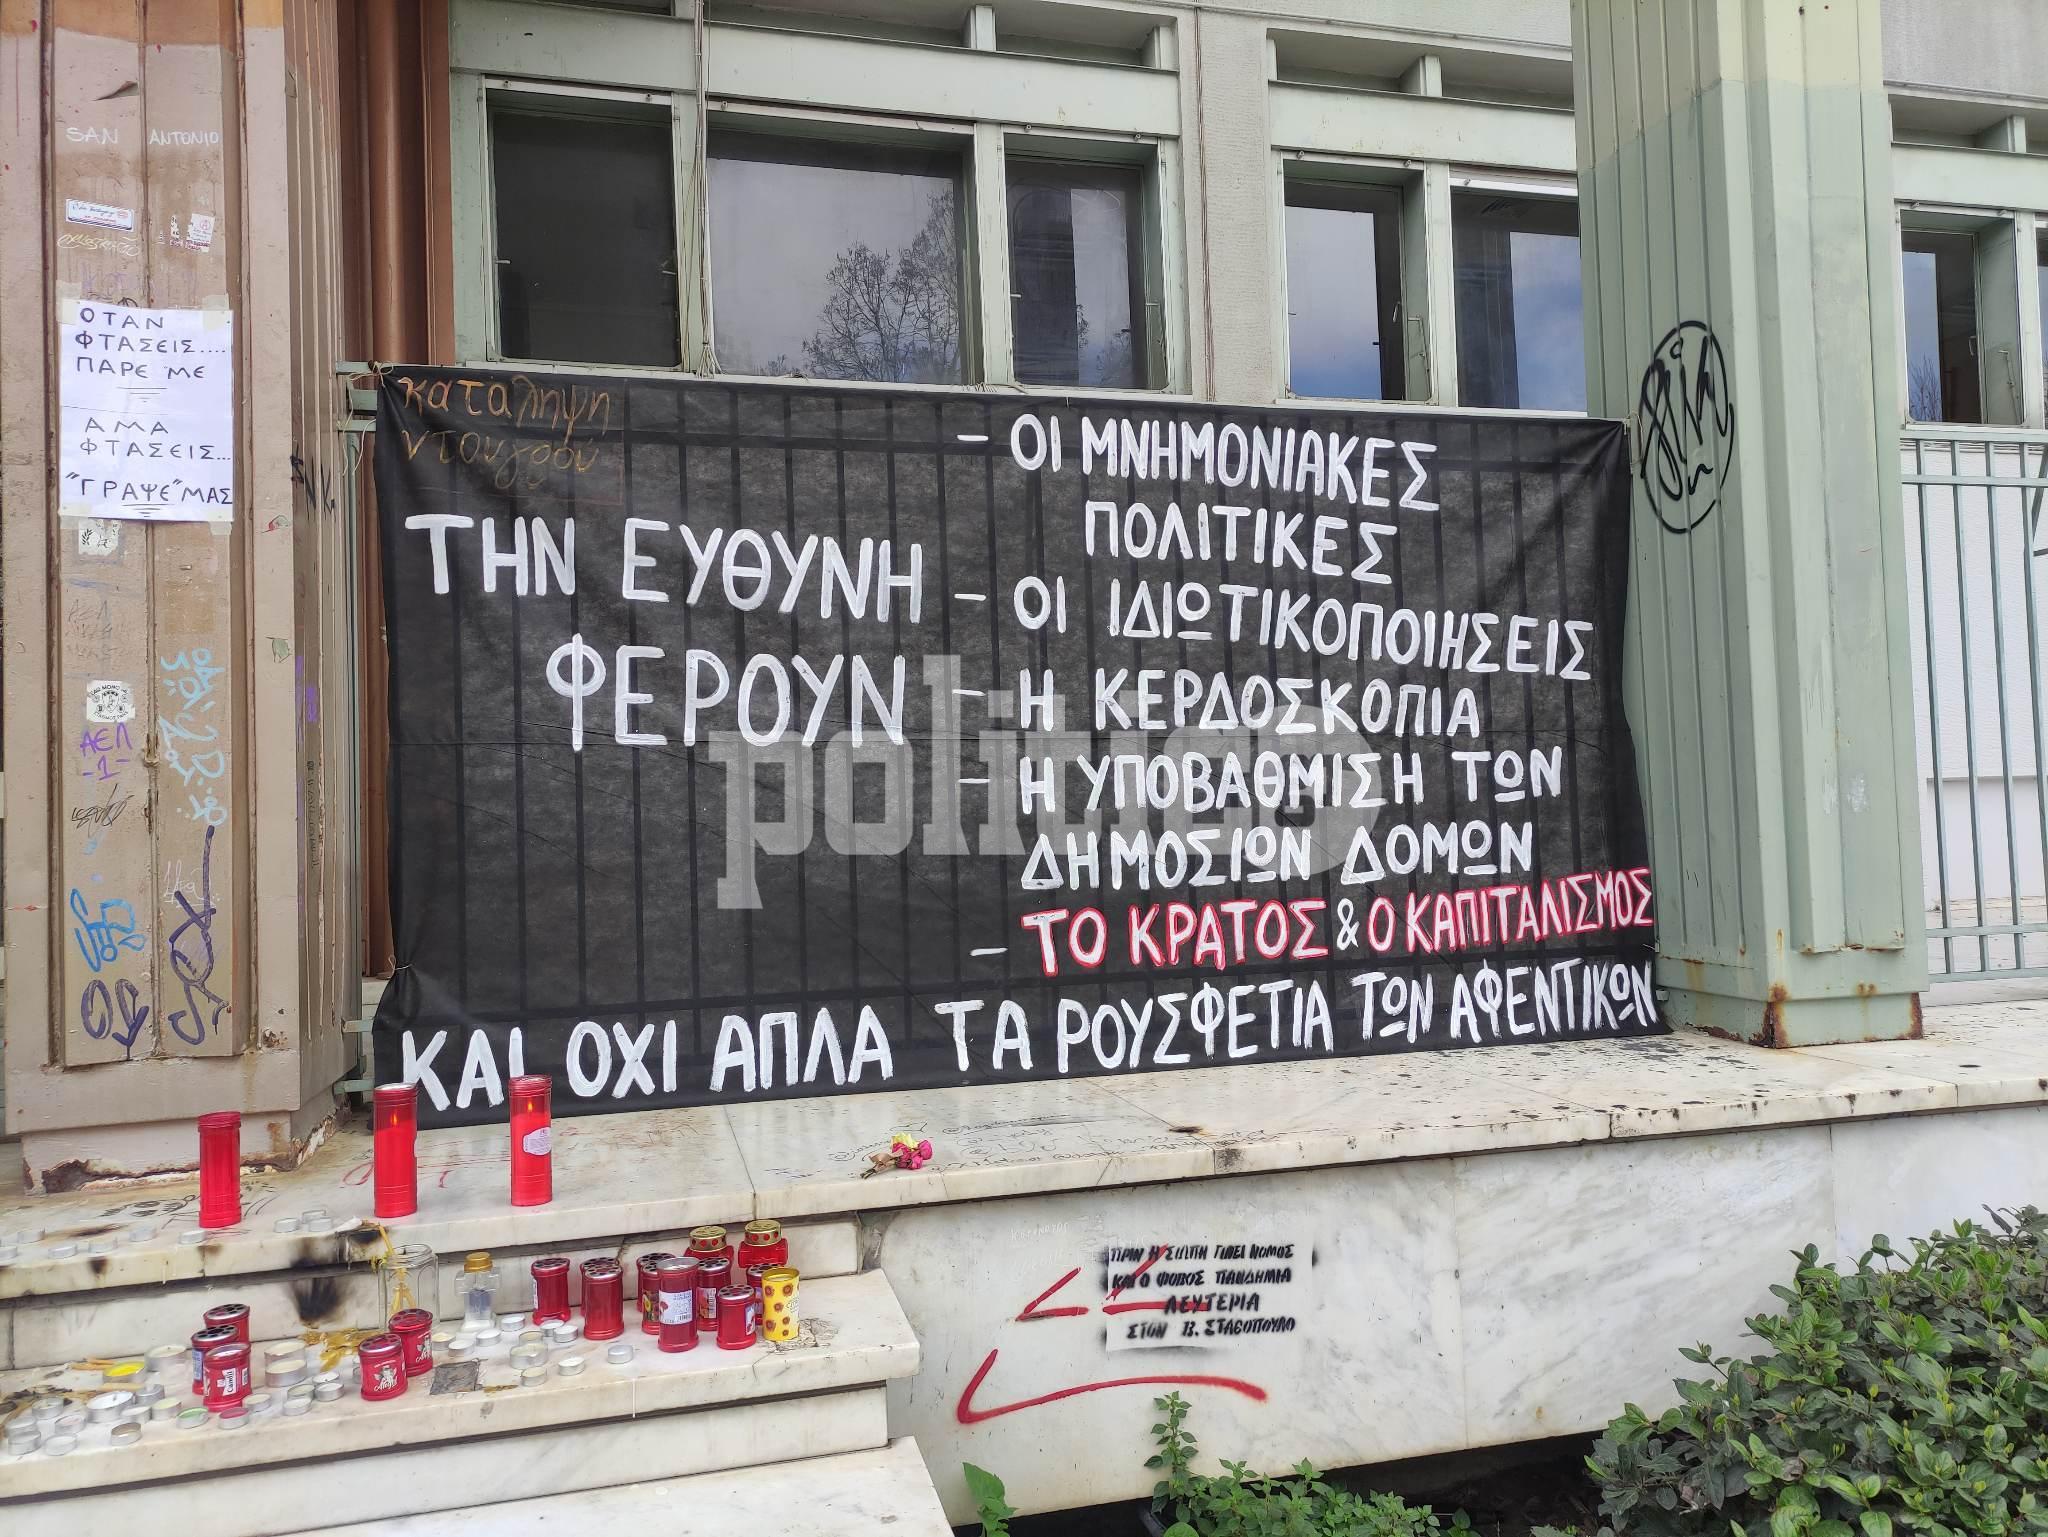 SAN ANTONIO
ΟΤΑΝ
ΦΤΑΣΕΙΣ....
ΠΑΡΕ ΜΕ
ΑΜΑ
ΦΤΑΣΕΙΣ...
"ΓΡΑΨΕ" ΜΑΣ
ΑΕΛ
-1-
κατάληψη
ντουγρού
ΤΗΝ ΕΥΘΥΝΗ
ΦΕΡΟΥΝ
- ΟΙ ΜΝΗΜΟΝΙΑΚΕΣ
ΠΟΛΙΤΙΚΕΣ
- ΟΙ ΙΔΙΩΤΙΚΟΠΟΙΗΣΕΙΣ
- Η ΚΕΡΔΟΣΚΟΠΙΑ
- Η ΥΠΟΒΑΘΜΙΣΗ ΤΩΝ
ΔΗΜΟΣΙΩΝ ΔΟΜΩΝ
- ΤΟ ΚΡΑΤΟΣ & Ο ΚΑΠΙΤΑΛΙΣΜΟΣ
ΚΑΙ ΟΧΙ ΑΠΛΑ ΤΑ ΡΟΥΣΦΕΤΙΑ ΤΩΝ ΑΦΕΝΤΙΚΩΝ
politic
ΠΡΙΝ Η ΣΙΩΠΗ ΓΙΝΕΙ ΝΟΜΟΣ
ΚΑΙ Ο ΦΟΒΟΣ ΠΑΝΔΗΜΙΑ
ΛΕΥΤΕΡΙΑ
ΣΤΟΝ Β. ΣΤΑΘΟΠΟΥΛΟ